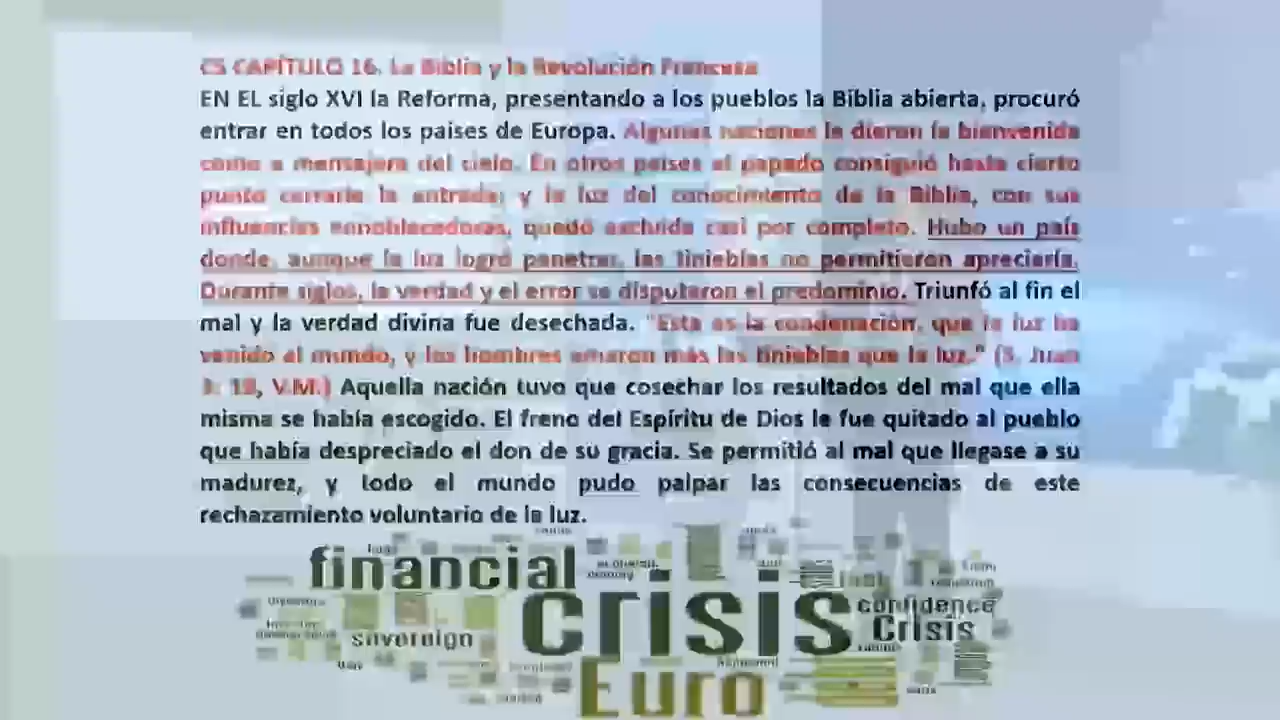 CS CAPÍTULO 16. La Biblia y la Revolución Francesa
EN EL siglo XVI la Reforma, presentando a los pueblos la Biblia abierta, procuró
entrar en todos los países de Europa. Algunas naciones le dieron la bienvenida
como a mensajera del cielo. En otros países el papado consiguió hasta cierto
punto cerrarle la entrada; y la luz del conocimiento de la Biblia, con sus
influencias ennoblecedoras, quedó excluida casi por completo. Hubo un país
donde, aunque la luz logró penetrar, las tinieblas no permitieron apreciarla.
Durante siglos, la verdad y el error se disputaron el predominio. Triunfó al fin el
mal y la verdad divina fue desechada. "Esta es la condenación, que la luz ha
venido al mundo, y los hombres amaron más las tinieblas que la luz." (S. Juan
3: 19, V.M.) Aquella nación tuvo que cosechar los resultados del mal que ella
misma se había escogido. El freno del Espíritu de Dios le fue quitado al pueblo
que había despreciado el don de su gracia. Se permitió al mal que llegase a su
madurez, y todo el mundo pudo palpar las consecuencias de este
rechazamiento voluntario de la luz.
financial
crisis
confidence
Crisis
sovereign
Euro